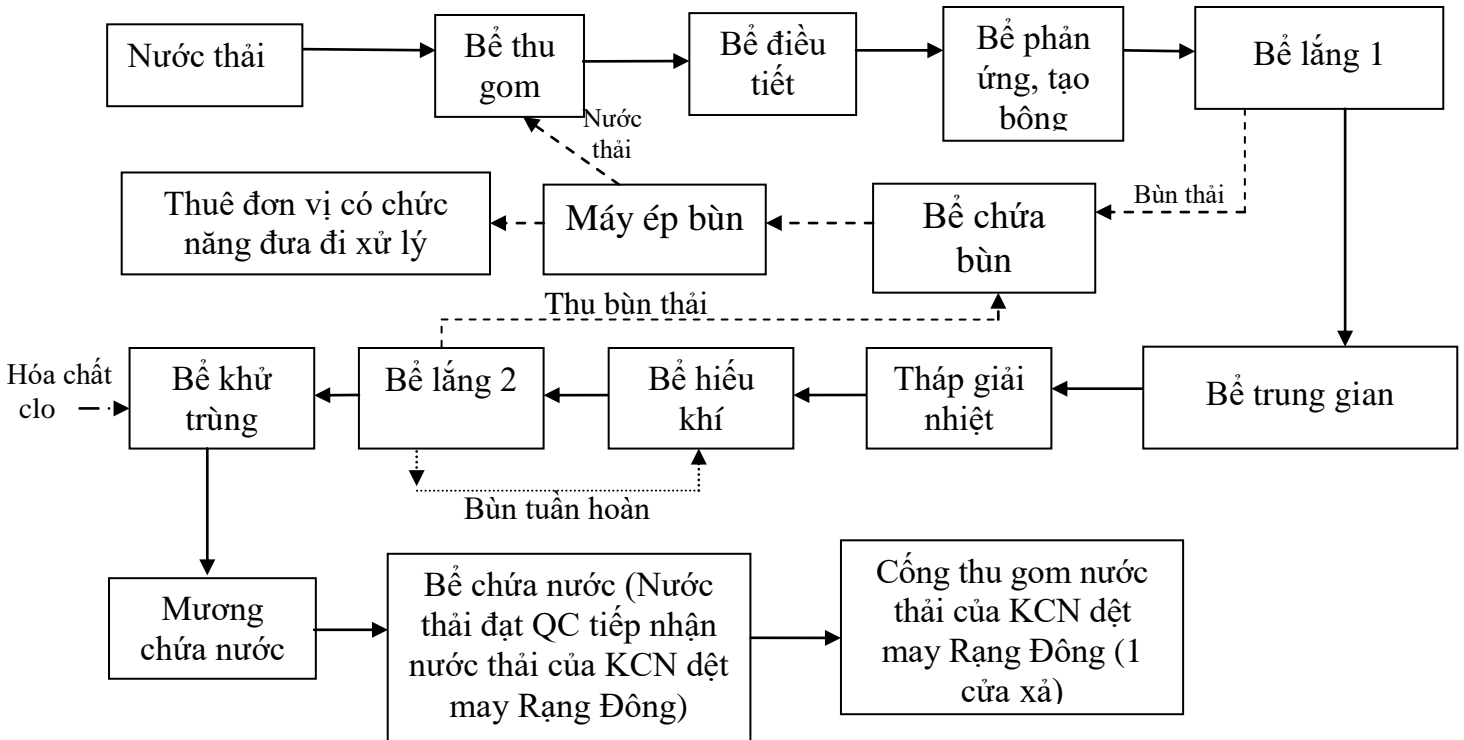 Nước thải
Bể thu
gom
Bể điều
tiết
Bể phản
ứng, tạo
bông
Bể lắng 1
Nước
thải
Thuê đơn vị có chức
năng đưa đi xử lý
Máy ép bùn
Bể chứa
bùn
Bùn thải
Thu bùn thải
Hóa chất
clo
Bể khử
trùng
Bể lắng 2
Bể hiếu
khí
Tháp giải
nhiệt
Bể trung gian
Bùn tuần hoàn
Mương
chứa nước
Bể chứa nước (Nước
thải đạt QC tiếp nhận
nước thải của KCN dệt
may Rạng Đông)
Cống thu gom nước
thải của KCN dệt
may Rạng Đông (1
cửa xả)